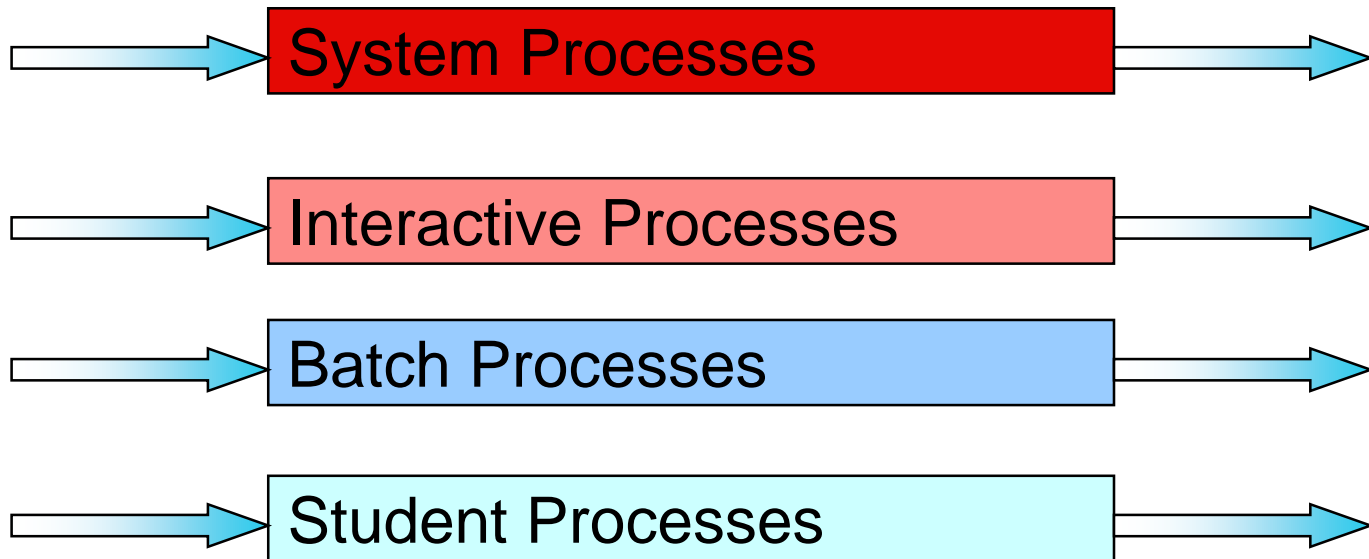 System Processes
Interactive Processes
Batch Processes
Student Processes